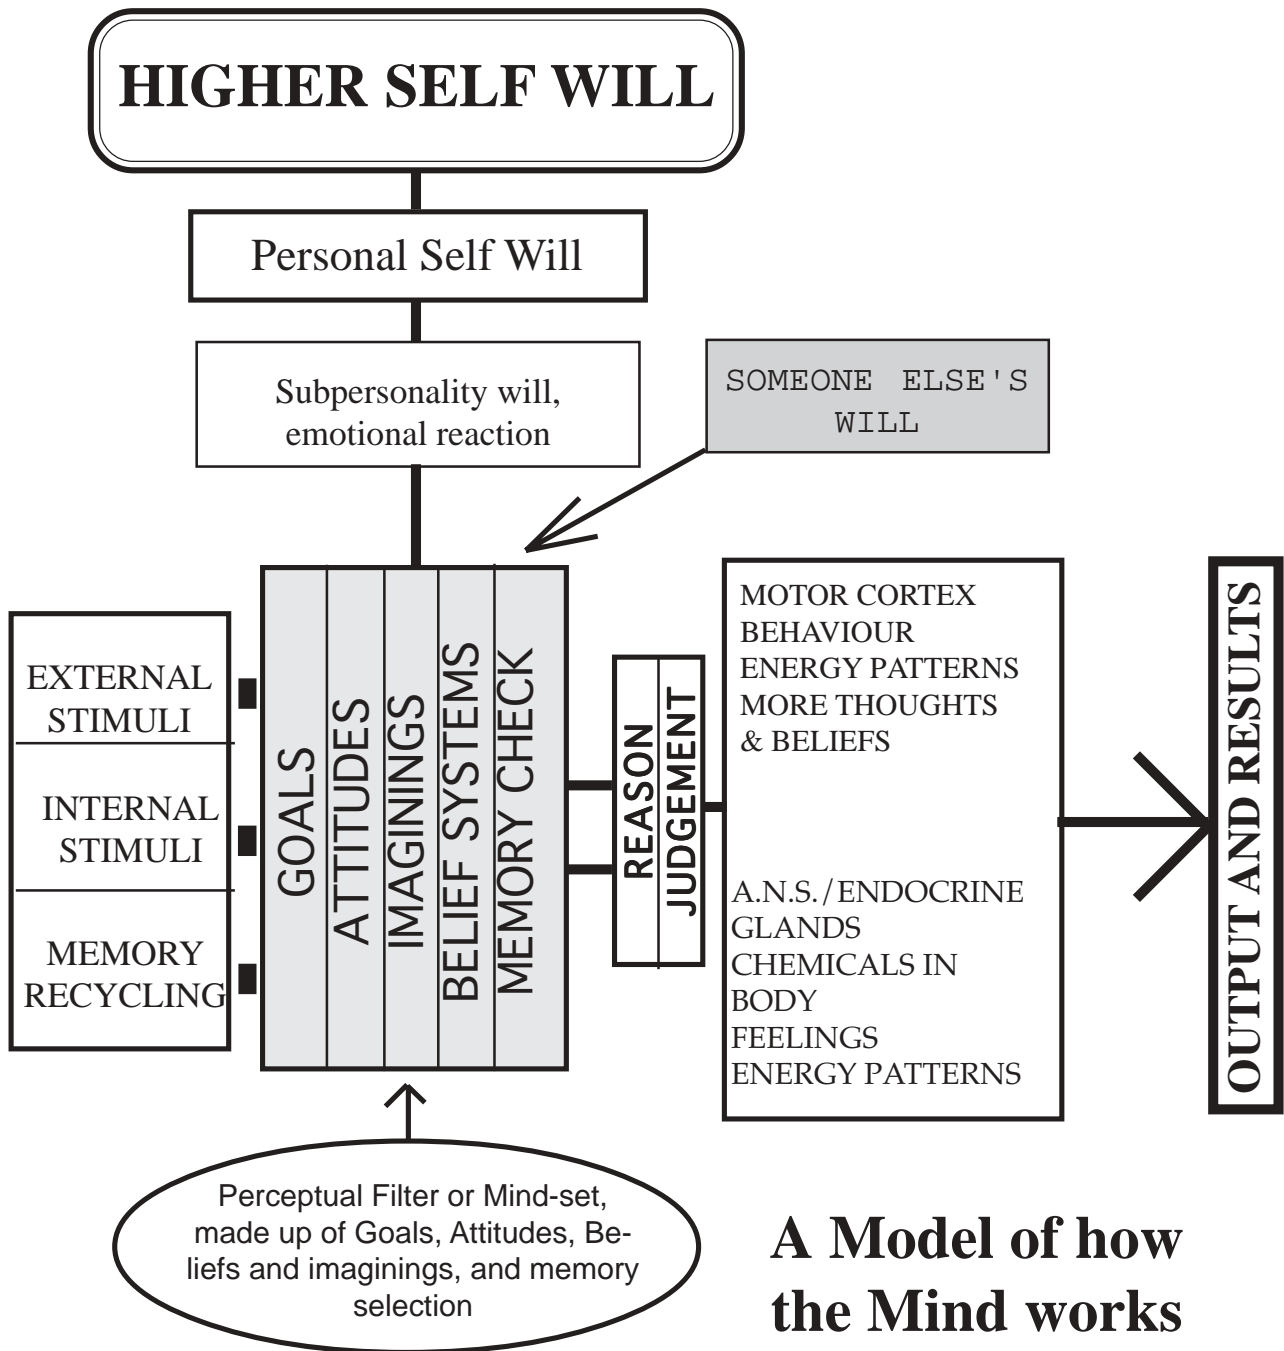 HIGHER SELF WILL
Personal Self Will
Subpersonality will,
emotional reaction
SOMEONE ELSE'S
WILL
EXTERNAL
STIMULI
INTERNAL
STIMULI
MEMORY
RECYCLING
GOALS
ATTITUDES
IMAGININGS
BELIEF SYSTEMS
MEMORY CHECK
REASON
JUDGEMENT
MOTOR CORTEX
BEHAVIOUR
ENERGY PATTERNS
MORE THOUGHTS
& BELIEFS
A.N.S./ENDOCRINE
GLANDS
CHEMICALS IN
BODY
FEELINGS
ENERGY PATTERNS
OUTPUT AND RESULTS
Perceptual Filter or Mind-set,
made up of Goals, Attitudes, Be-
liefs and imaginings, and memory
selection
A Model of how
the Mind works